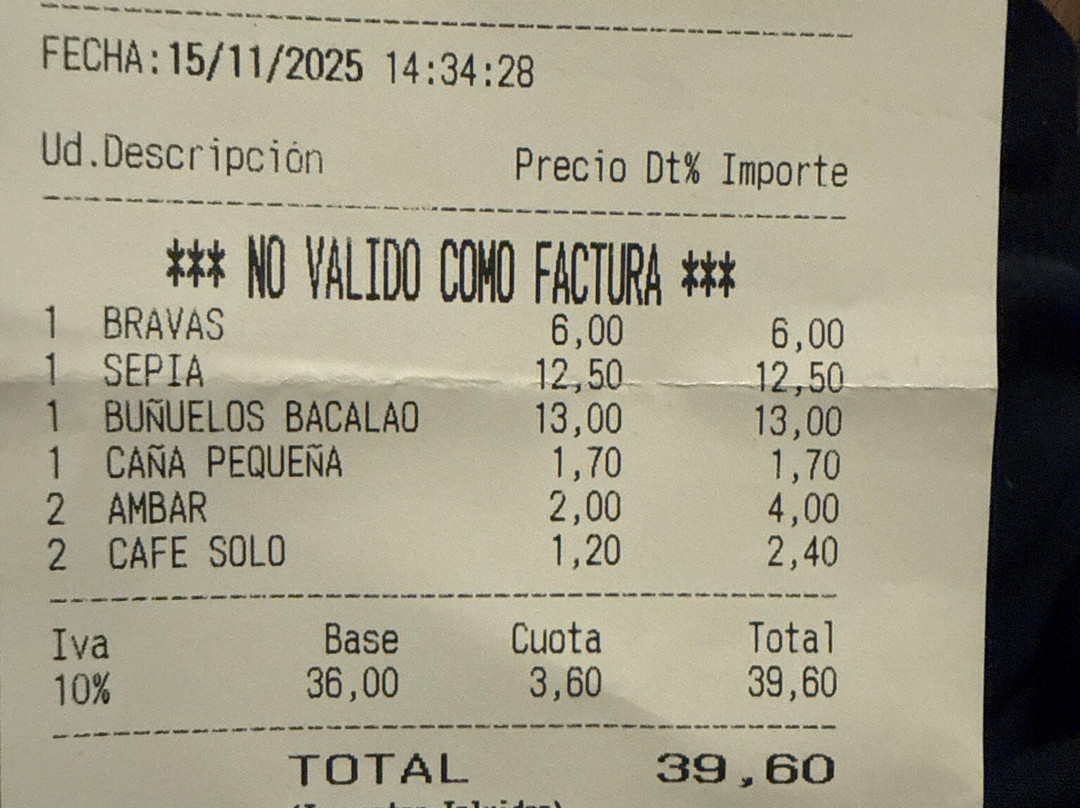 FECHA:15/11/2025 14:34:28
Ud.Descripción Precio Dt% Importe
*** NO VALIDO COMO FACTURA ***
1 BRAVAS 6,00 6,00
1 SEPIA 12,50 12,50
1 BUÑUELOS BACALAO 13,00 13,00
1 CAÑA PEQUEÑA 1,70 1,70
2 AMBAR 2,00 4,00
2 CAFE SOLO 1,20 2,40
Iva Base Cuota Total
10% 36,00 3,60 39,60
TOTAL 39,60